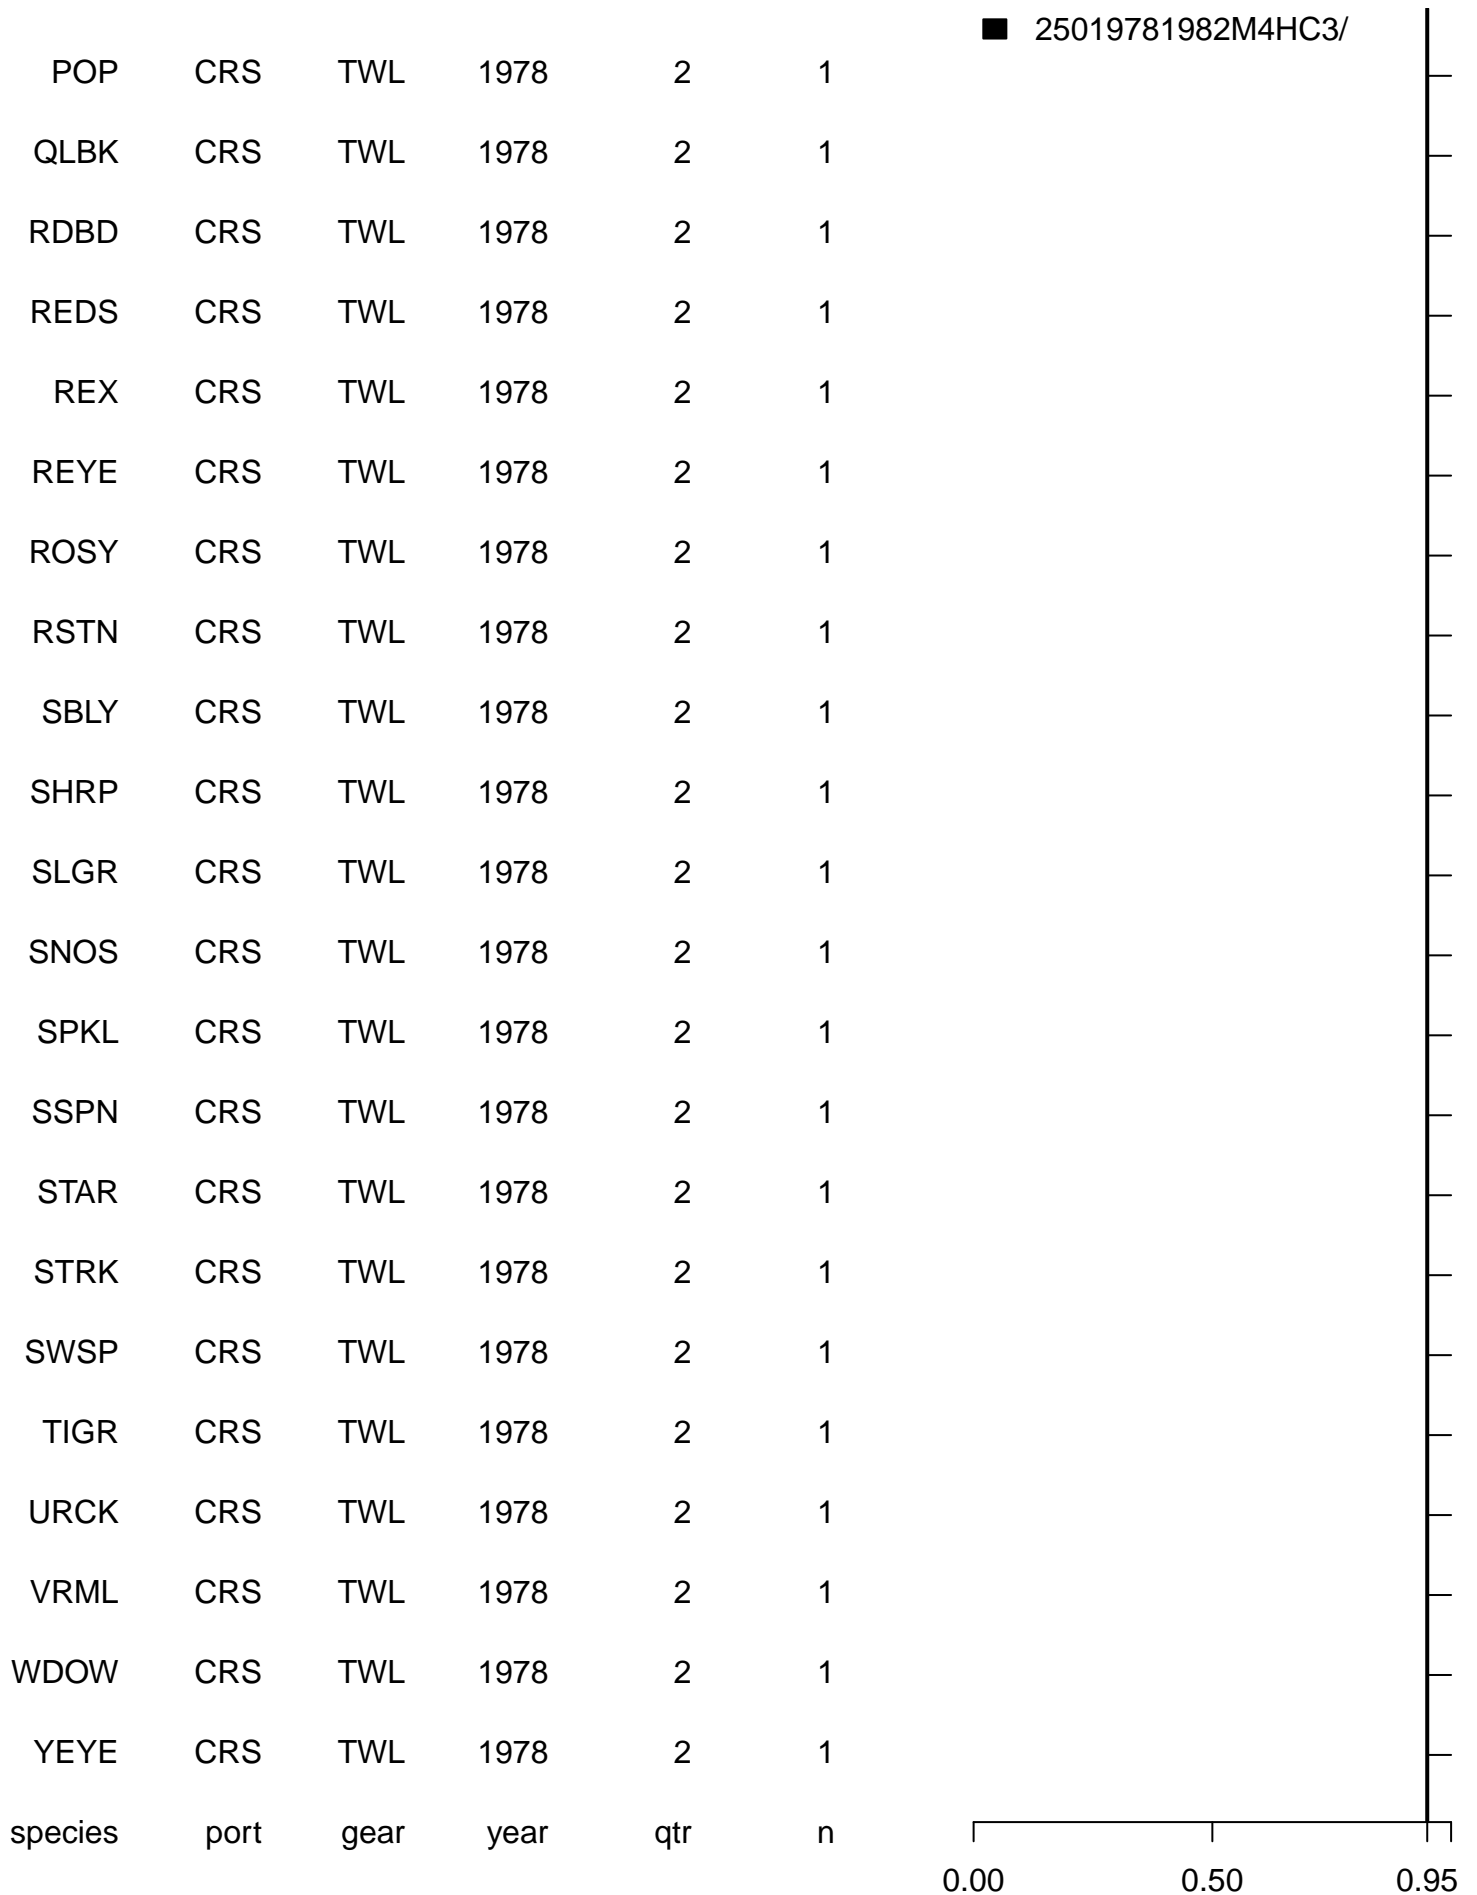 25019781982M4HC3/
POP CRS TWL 1978 2 1
QLBK CRS TWL 1978 2 1
RDBD CRS TWL 1978 2 1
REDS CRS TWL 1978 2 1
REX CRS TWL 1978 2 1
REYE CRS TWL 1978 2 1
ROSY CRS TWL 1978 2 1
RSTN CRS TWL 1978 2 1
SBLY CRS TWL 1978 2 1
SHRP CRS TWL 1978 2 1
SLGR CRS TWL 1978 2 1
SNOS CRS TWL 1978 2 1
SPKL CRS TWL 1978 2 1
SSPN CRS TWL 1978 2 1
STAR CRS TWL 1978 2 1
STRK CRS TWL 1978 2 1
SWSP CRS TWL 1978 2 1
TIGR CRS TWL 1978 2 1
URCK CRS TWL 1978 2 1
VRML CRS TWL 1978 2 1
WDOW CRS TWL 1978 2 1
YEYE CRS TWL 1978 2 1
species port gear year qtr n
0.00 0.50 0.95